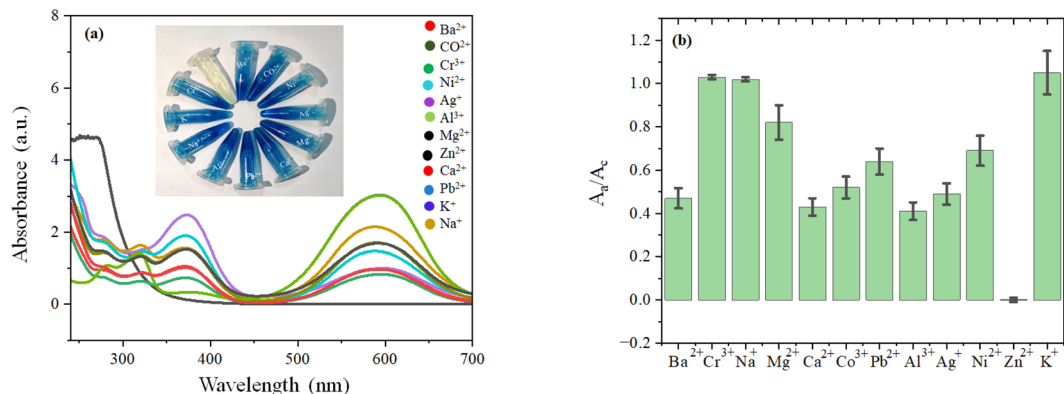 (a)
8
6
4
2
0
Absorbance (a.u.)
300 400 500 600 700
Wavelength (nm)
Ba²⁺
CO²⁺
Cr³⁺
Ni²⁺
Ag⁺
Al³⁺
Mg²⁺
Zn²⁺
Ca²⁺
Pb²⁺
K⁺
Na⁺
(b)
1.2
1.0
0.8
0.6
0.4
0.2
0.0
−0.2
Aₐ/A꜀
Ba²⁺ Cr³⁺ Na⁺ Mg²⁺ Ca²⁺ Co³⁺ Pb²⁺ Al³⁺ Ag⁺ Ni²⁺ Zn²⁺ K⁺